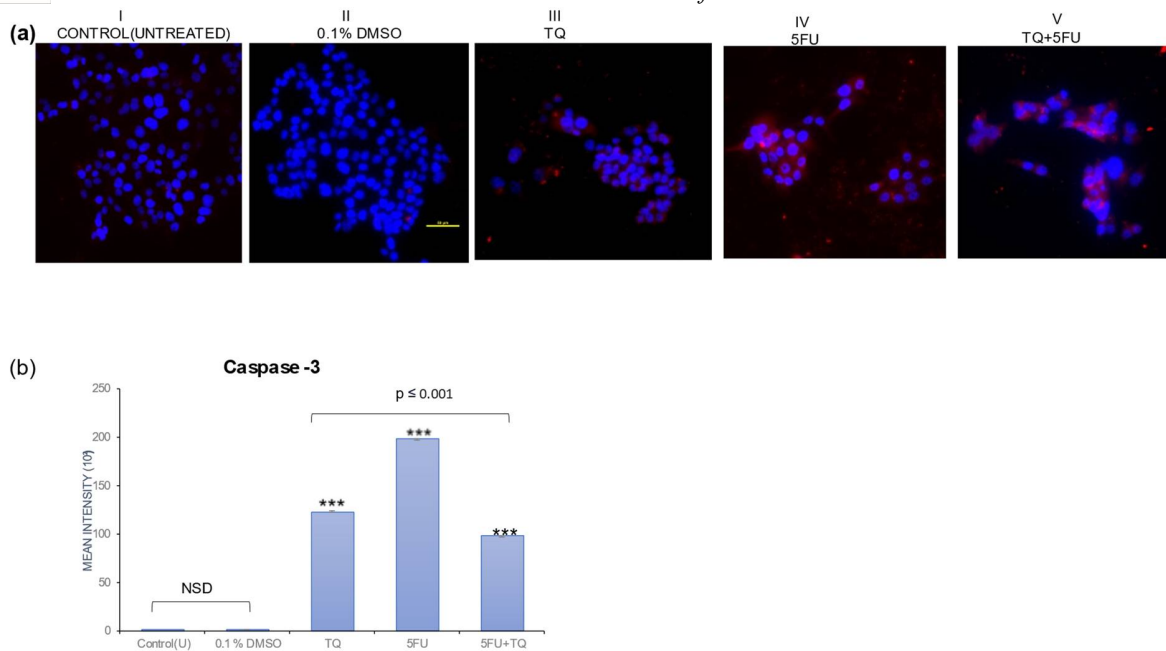 I
CONTROL(UNTREATED)
II
0.1% DMSO
III
TQ
IV
5FU
V
TQ+5FU
(a)
(b)
Caspase -3
p ≤ 0.001
MEAN INTENSITY
250
200
150
100
50
0
NSD
***
***
***
Control(U) 0.1 % DMSO TQ 5FU 5FU+TQ